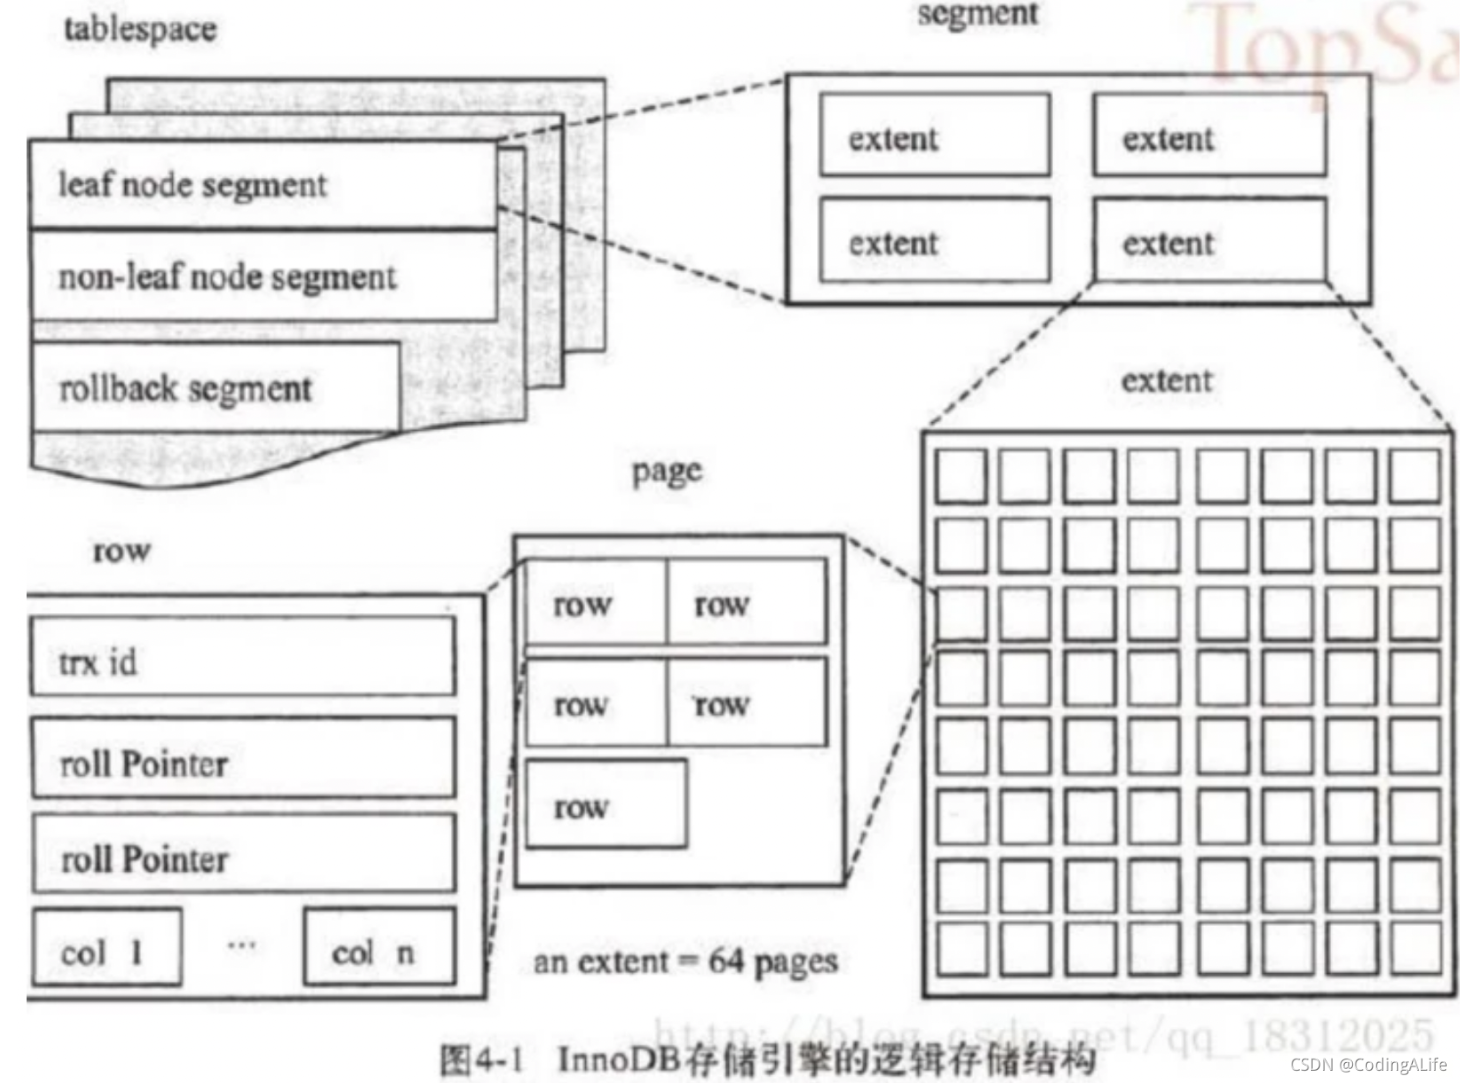 tablespace
segment
TopSa
leaf node segment
non-leaf node segment
rollback segment
extent
extent
extent
extent
extent
page
row
row
row
row
row
row
trx id
roll Pointer
roll Pointer
col 1 ... col n
an extent = 64 pages
http://blog.csdn.net/qq_18312025
图4-1 InnoDB存储引擎的逻辑存储结构
CSDN @CodingALife